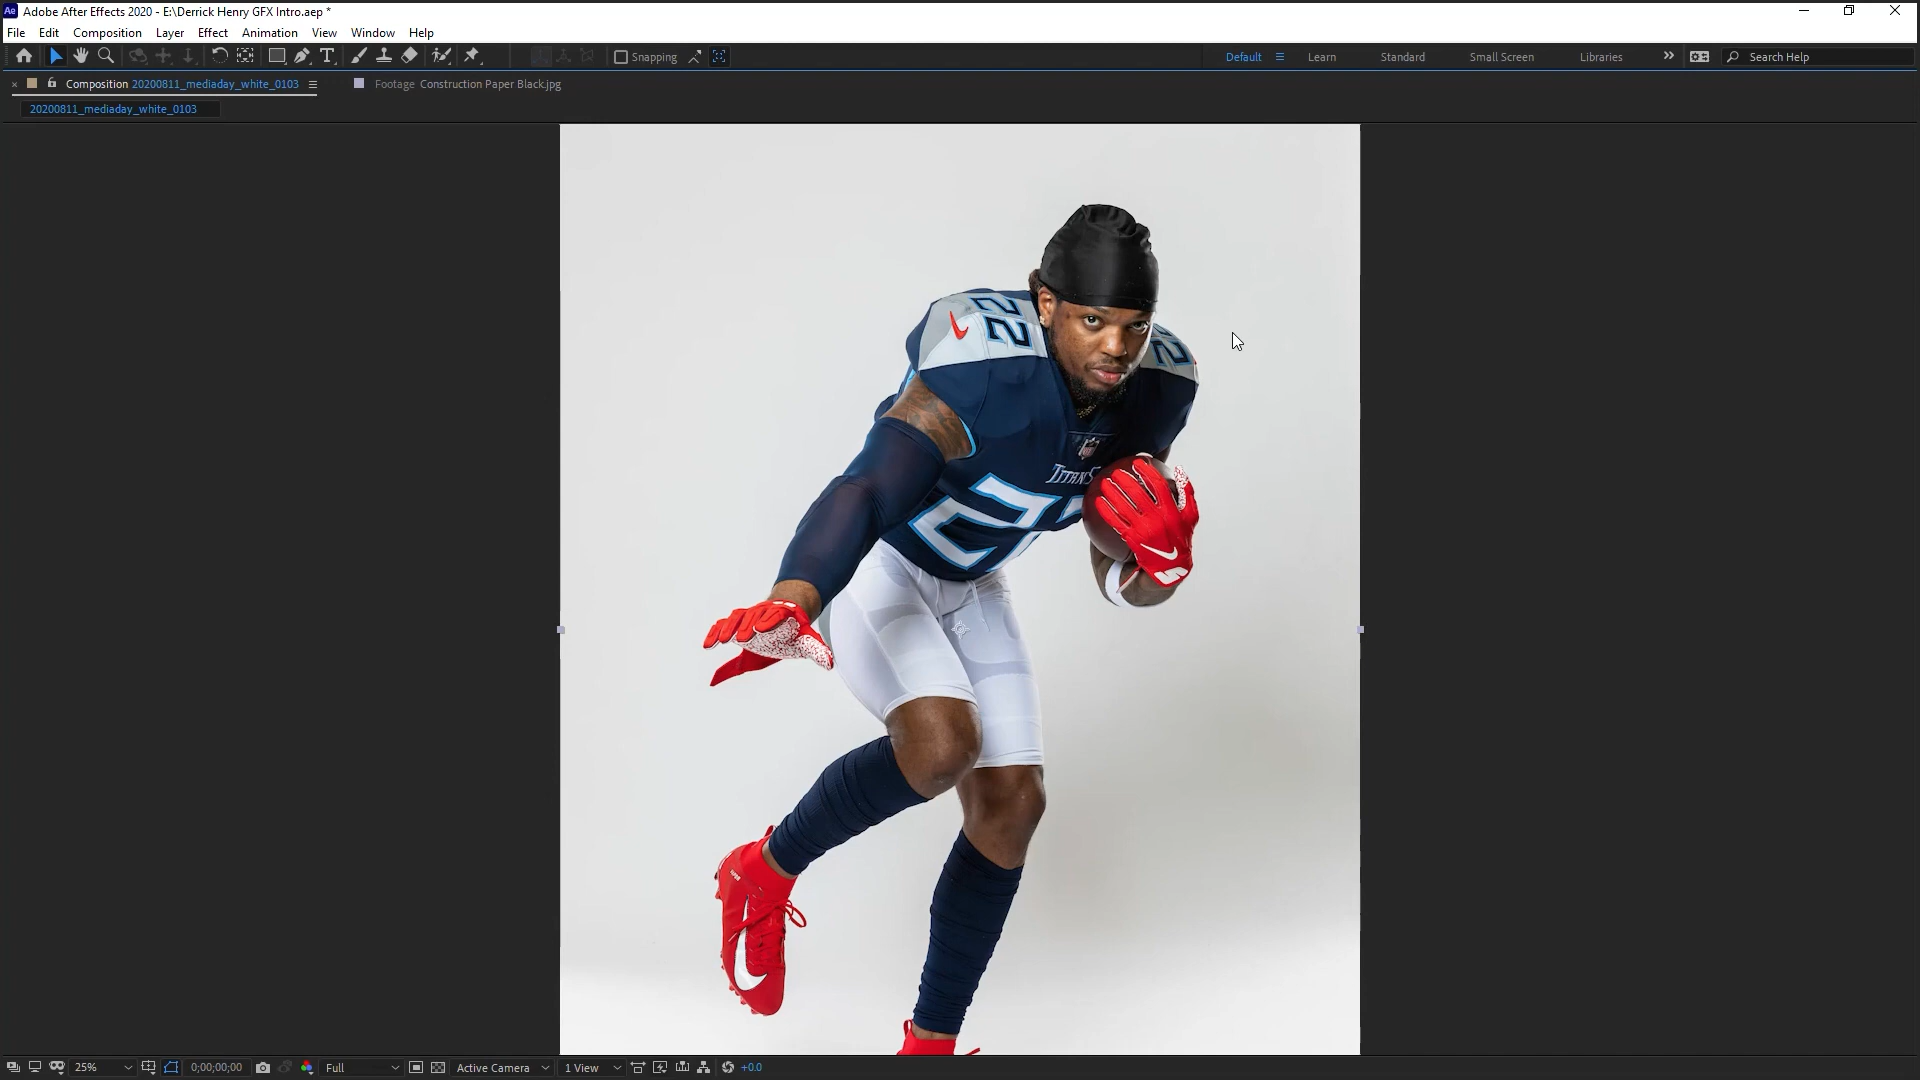 Ae Adobe After Effects 2020 - E:\Derrick Henry GFX Intro.aep *
File Edit Composition Layer Effect Animation View Window Help
Snapping Default Learn Standard Small Screen Libraries Search Help
Composition 20200811_mediaday_white_0103 Footage Construction Paper Black.jpg
20200811_mediaday_white_0103
22
22
TITANS
22
25% 0;00;00;00 Full Active Camera 1 View +0.0